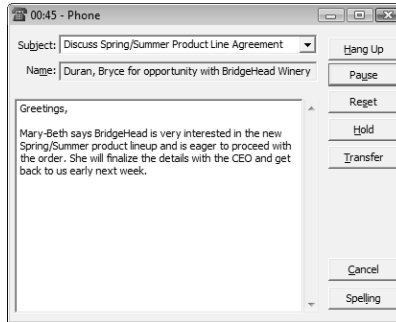 00:45 - Phone
Subject: Discuss Spring/Summer Product Line Agreement
Hang Up
Name: Duran, Bryce for opportunity with BridgeHead Winery
Pause
Greetings,
Reset
Mary-Beth says BridgeHead is very interested in the new
Hold
Spring/Summer product lineup and is eager to proceed with
the order. She will finalize the details with the CEO and get
Transfer
back to us early next week.
Cancel
Spelling